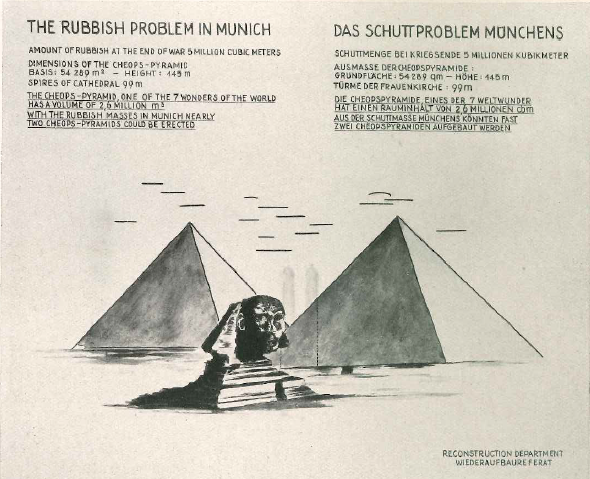 THE RUBBISH PROBLEM IN MUNICH
AMOUNT OF RUBBISH AT THE END OF WAR 5 MILLION CUBIC METERS
DIMENSIONS OF THE CHEOPS-PYRAMID
BASIS: 54 289 m² – HEIGHT: 145 m
SPIRES OF CATHEDRAL 99 m
THE CHEOPS-PYRAMID, ONE OF THE 7 WONDERS OF THE WORLD
HAS A VOLUME OF 2,6 MILLION m³
WITH THE RUBBISH MASSES IN MUNICH NEARLY
TWO CHEOPS-PYRAMIDS COULD BE ERECTED
DAS SCHUTTPROBLEM MÜNCHENS
SCHUTTMENGE BEI KRIEGSENDE 5 MILLIONEN KUBIKMETER
AUSMASSE DER CHEOPSPYRAMIDE:
GRUNDFLÄCHE: 54 289 qm – HÖHE: 145 m
TÜRME DER FRAUENKIRCHE: 99 m
DIE CHEOPSPYRAMIDE, EINES DER 7 WELTWUNDER
HAT EINEN RAUMINHALT VON 2,6 MILLIONEN cbm
AUS DER SCHUTTMASSE MÜNCHENS KÖNNTEN FAST
ZWEI CHEOPSPYRAMIDEN AUFGEBAUT WERDEN
RECONSTRUCTION DEPARTMENT
WIEDERAUFBAUREFERAT